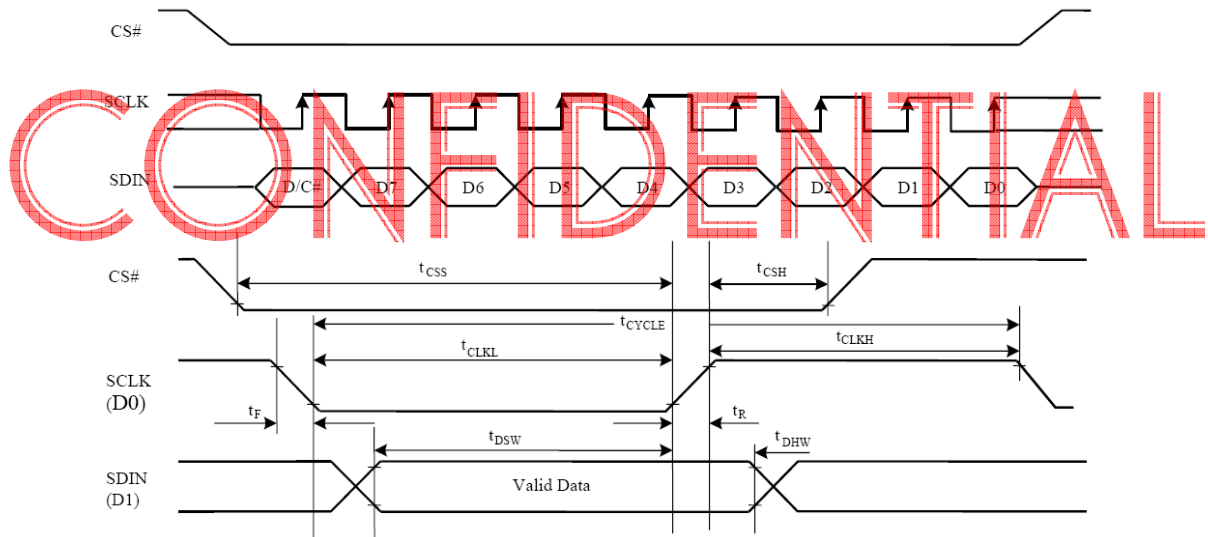 CS#
SCLK
SDIN
D/C# D7 D6 D5 D4 D3 D2 D1 D0
CONFIDENTIAL
CS#
tCSS
tCSH
tCYCLE
tCLKL
tCLKH
SCLK
(D0)
tF
tR
tDSW
tDHW
SDIN
(D1)
Valid Data